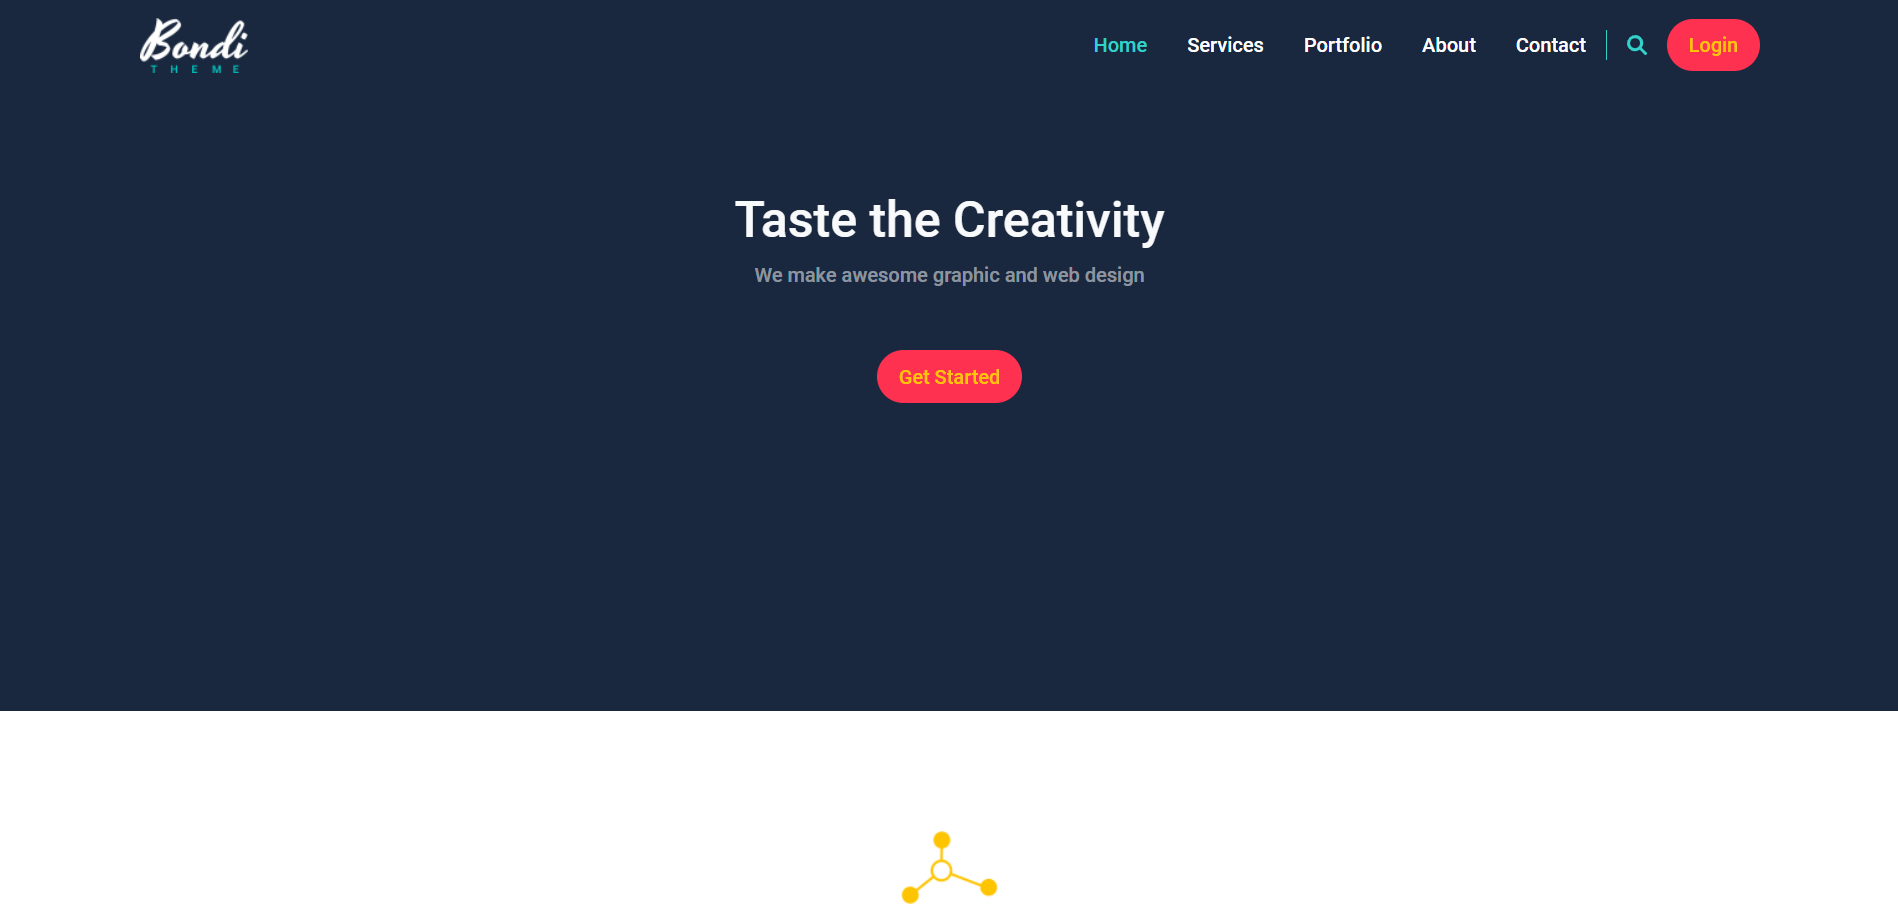 Bondi
THEME
Home Services Portfolio About Contact Login
Taste the Creativity
We make awesome graphic and web design
Get Started